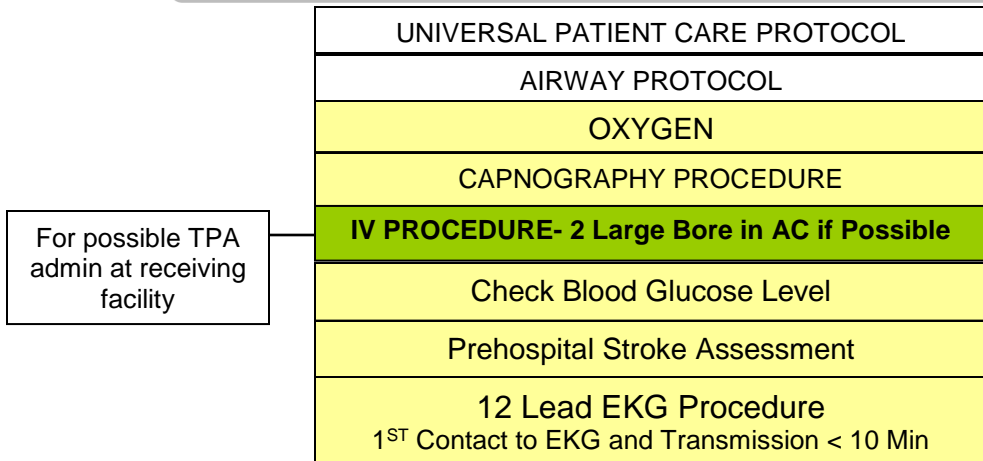 UNIVERSAL PATIENT CARE PROTOCOL
AIRWAY PROTOCOL
OXYGEN
CAPNOGRAPHY PROCEDURE
For possible TPA
admin at receiving
facility
IV PROCEDURE- 2 Large Bore in AC if Possible
Check Blood Glucose Level
Prehospital Stroke Assessment
12 Lead EKG Procedure
1ST Contact to EKG and Transmission < 10 Min